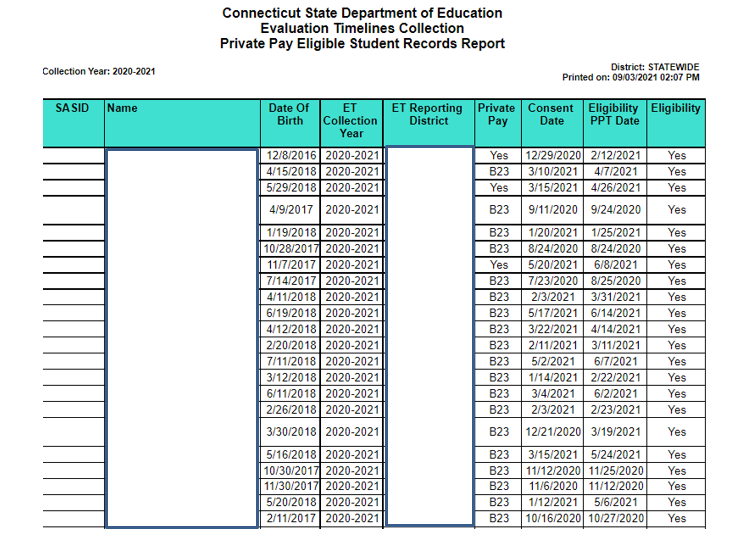 Connecticut State Department of Education
Evaluation Timelines Collection
Private Pay Eligible Student Records Report
Collection Year: 2020-2021
District: STATEWIDE
Printed on: 09/03/2021 02:07 PM
SASID Name Date Of Birth ET Collection Year ET Reporting District Private Pay Consent Date Eligibility PPT Date Eligibility
12/8/2016 2020-2021 Yes 12/29/2020 2/12/2021 Yes
4/15/2018 2020-2021 B23 3/10/2021 4/7/2021 Yes
5/29/2018 2020-2021 Yes 3/15/2021 4/26/2021 Yes
4/9/2017 2020-2021 B23 9/11/2020 9/24/2020 Yes
1/19/2018 2020-2021 B23 1/20/2021 1/25/2021 Yes
10/28/2017 2020-2021 B23 8/24/2020 8/24/2020 Yes
11/7/2017 2020-2021 Yes 5/20/2021 6/8/2021 Yes
7/14/2017 2020-2021 B23 7/23/2020 8/25/2020 Yes
4/11/2018 2020-2021 B23 2/3/2021 3/31/2021 Yes
6/19/2018 2020-2021 B23 5/17/2021 6/14/2021 Yes
4/12/2018 2020-2021 B23 3/22/2021 4/14/2021 Yes
2/20/2018 2020-2021 B23 2/11/2021 3/11/2021 Yes
7/11/2018 2020-2021 B23 5/2/2021 6/7/2021 Yes
3/12/2018 2020-2021 B23 1/14/2021 2/22/2021 Yes
6/11/2018 2020-2021 B23 3/4/2021 6/2/2021 Yes
2/26/2018 2020-2021 B23 2/3/2021 2/23/2021 Yes
3/30/2018 2020-2021 B23 12/21/2020 3/19/2021 Yes
5/16/2018 2020-2021 B23 3/15/2021 5/24/2021 Yes
10/30/2017 2020-2021 B23 11/12/2020 11/25/2020 Yes
11/30/2017 2020-2021 B23 11/6/2020 11/12/2020 Yes
5/20/2018 2020-2021 B23 1/12/2021 5/6/2021 Yes
2/11/2017 2020-2021 B23 10/16/2020 10/27/2020 Yes